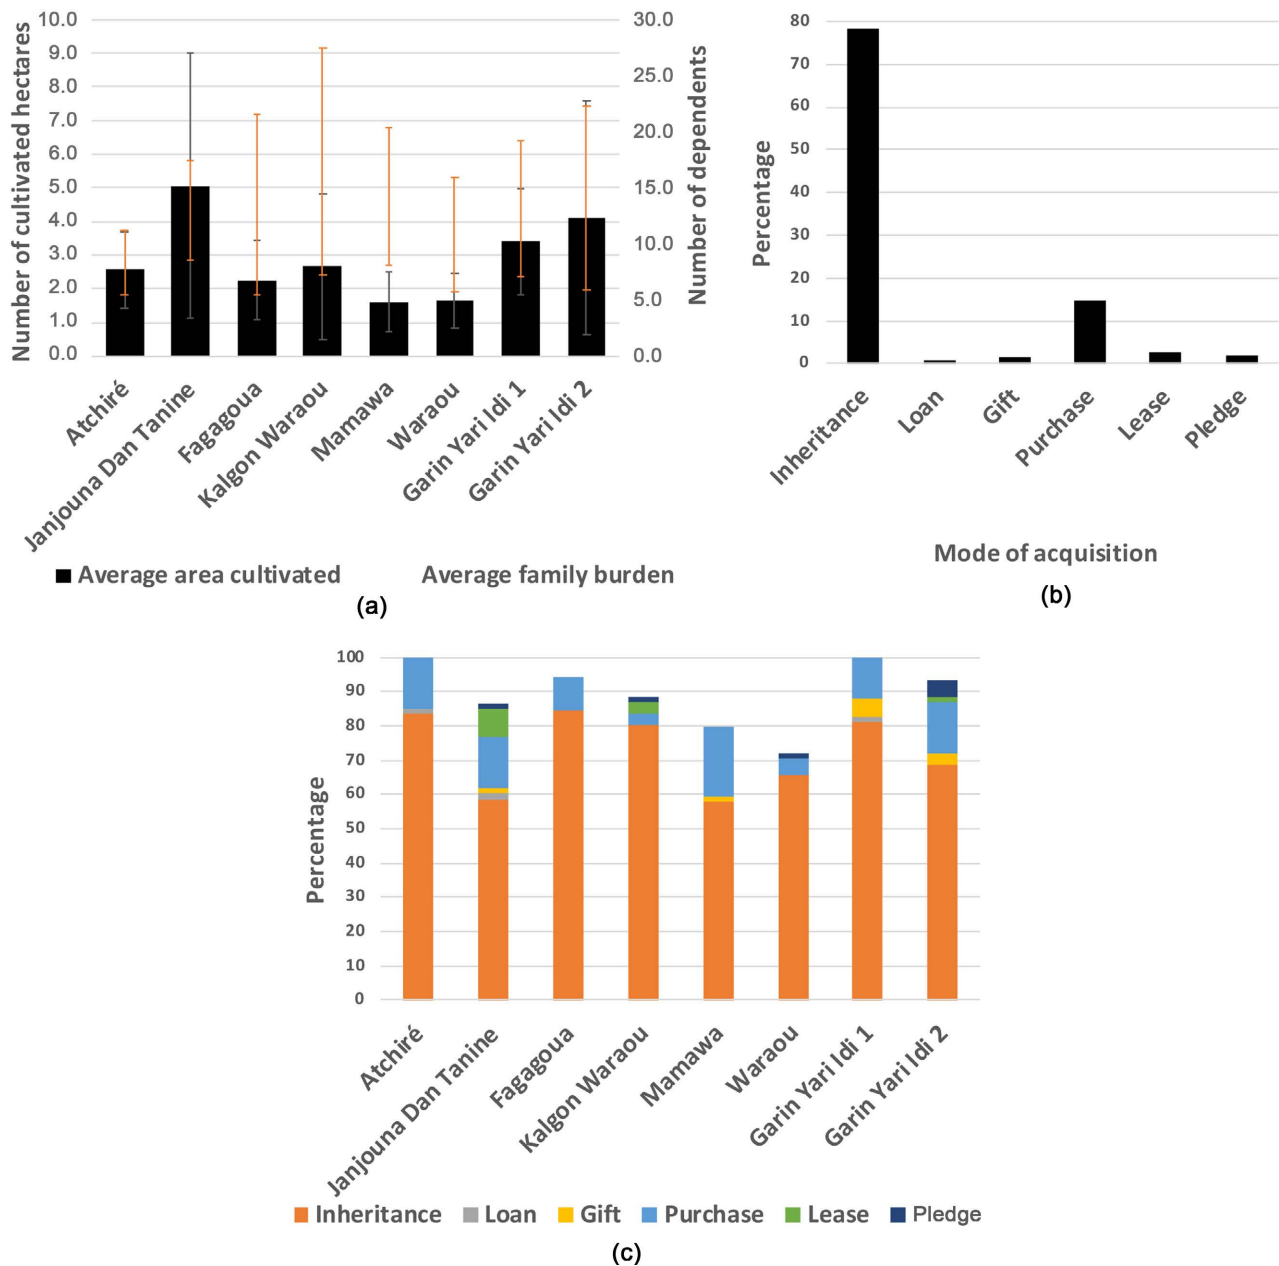 Number of cultivated hectares
10.0
9.0
8.0
7.0
6.0
5.0
4.0
3.0
2.0
1.0
0.0
30.0
25.0
20.0
15.0
10.0
5.0
0.0
Number of dependents
Atchiré
Janjouna Dan Tanine
Fagagoua
Kalgon Waraou
Mamawa
Waraou
Garin Yari Idi 1
Garin Yari Idi 2
Average area cultivated
Average family burden
(a)
Percentage
80
70
60
50
40
30
20
10
0
Inheritance
Loan
Gift
Purchase
Lease
Pledge
Mode of acquisition
(b)
Percentage
100
90
80
70
60
50
40
30
20
10
0
Atchiré
Janjouna Dan Tanine
Fagagoua
Kalgon Waraou
Mamawa
Waraou
Garin Yari Idi 1
Garin Yari Idi 2
Inheritance Loan Gift Purchase Lease Pledge
(c)